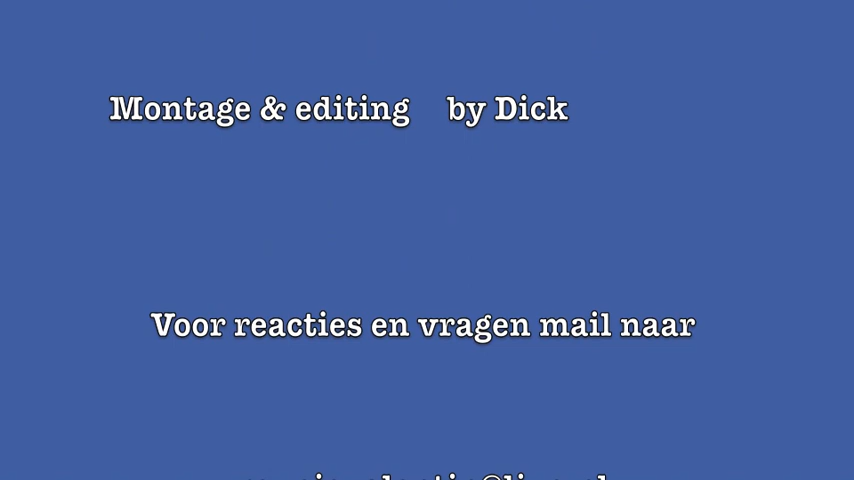 Montage & editing by Dick
Voor reacties en vragen mail naar